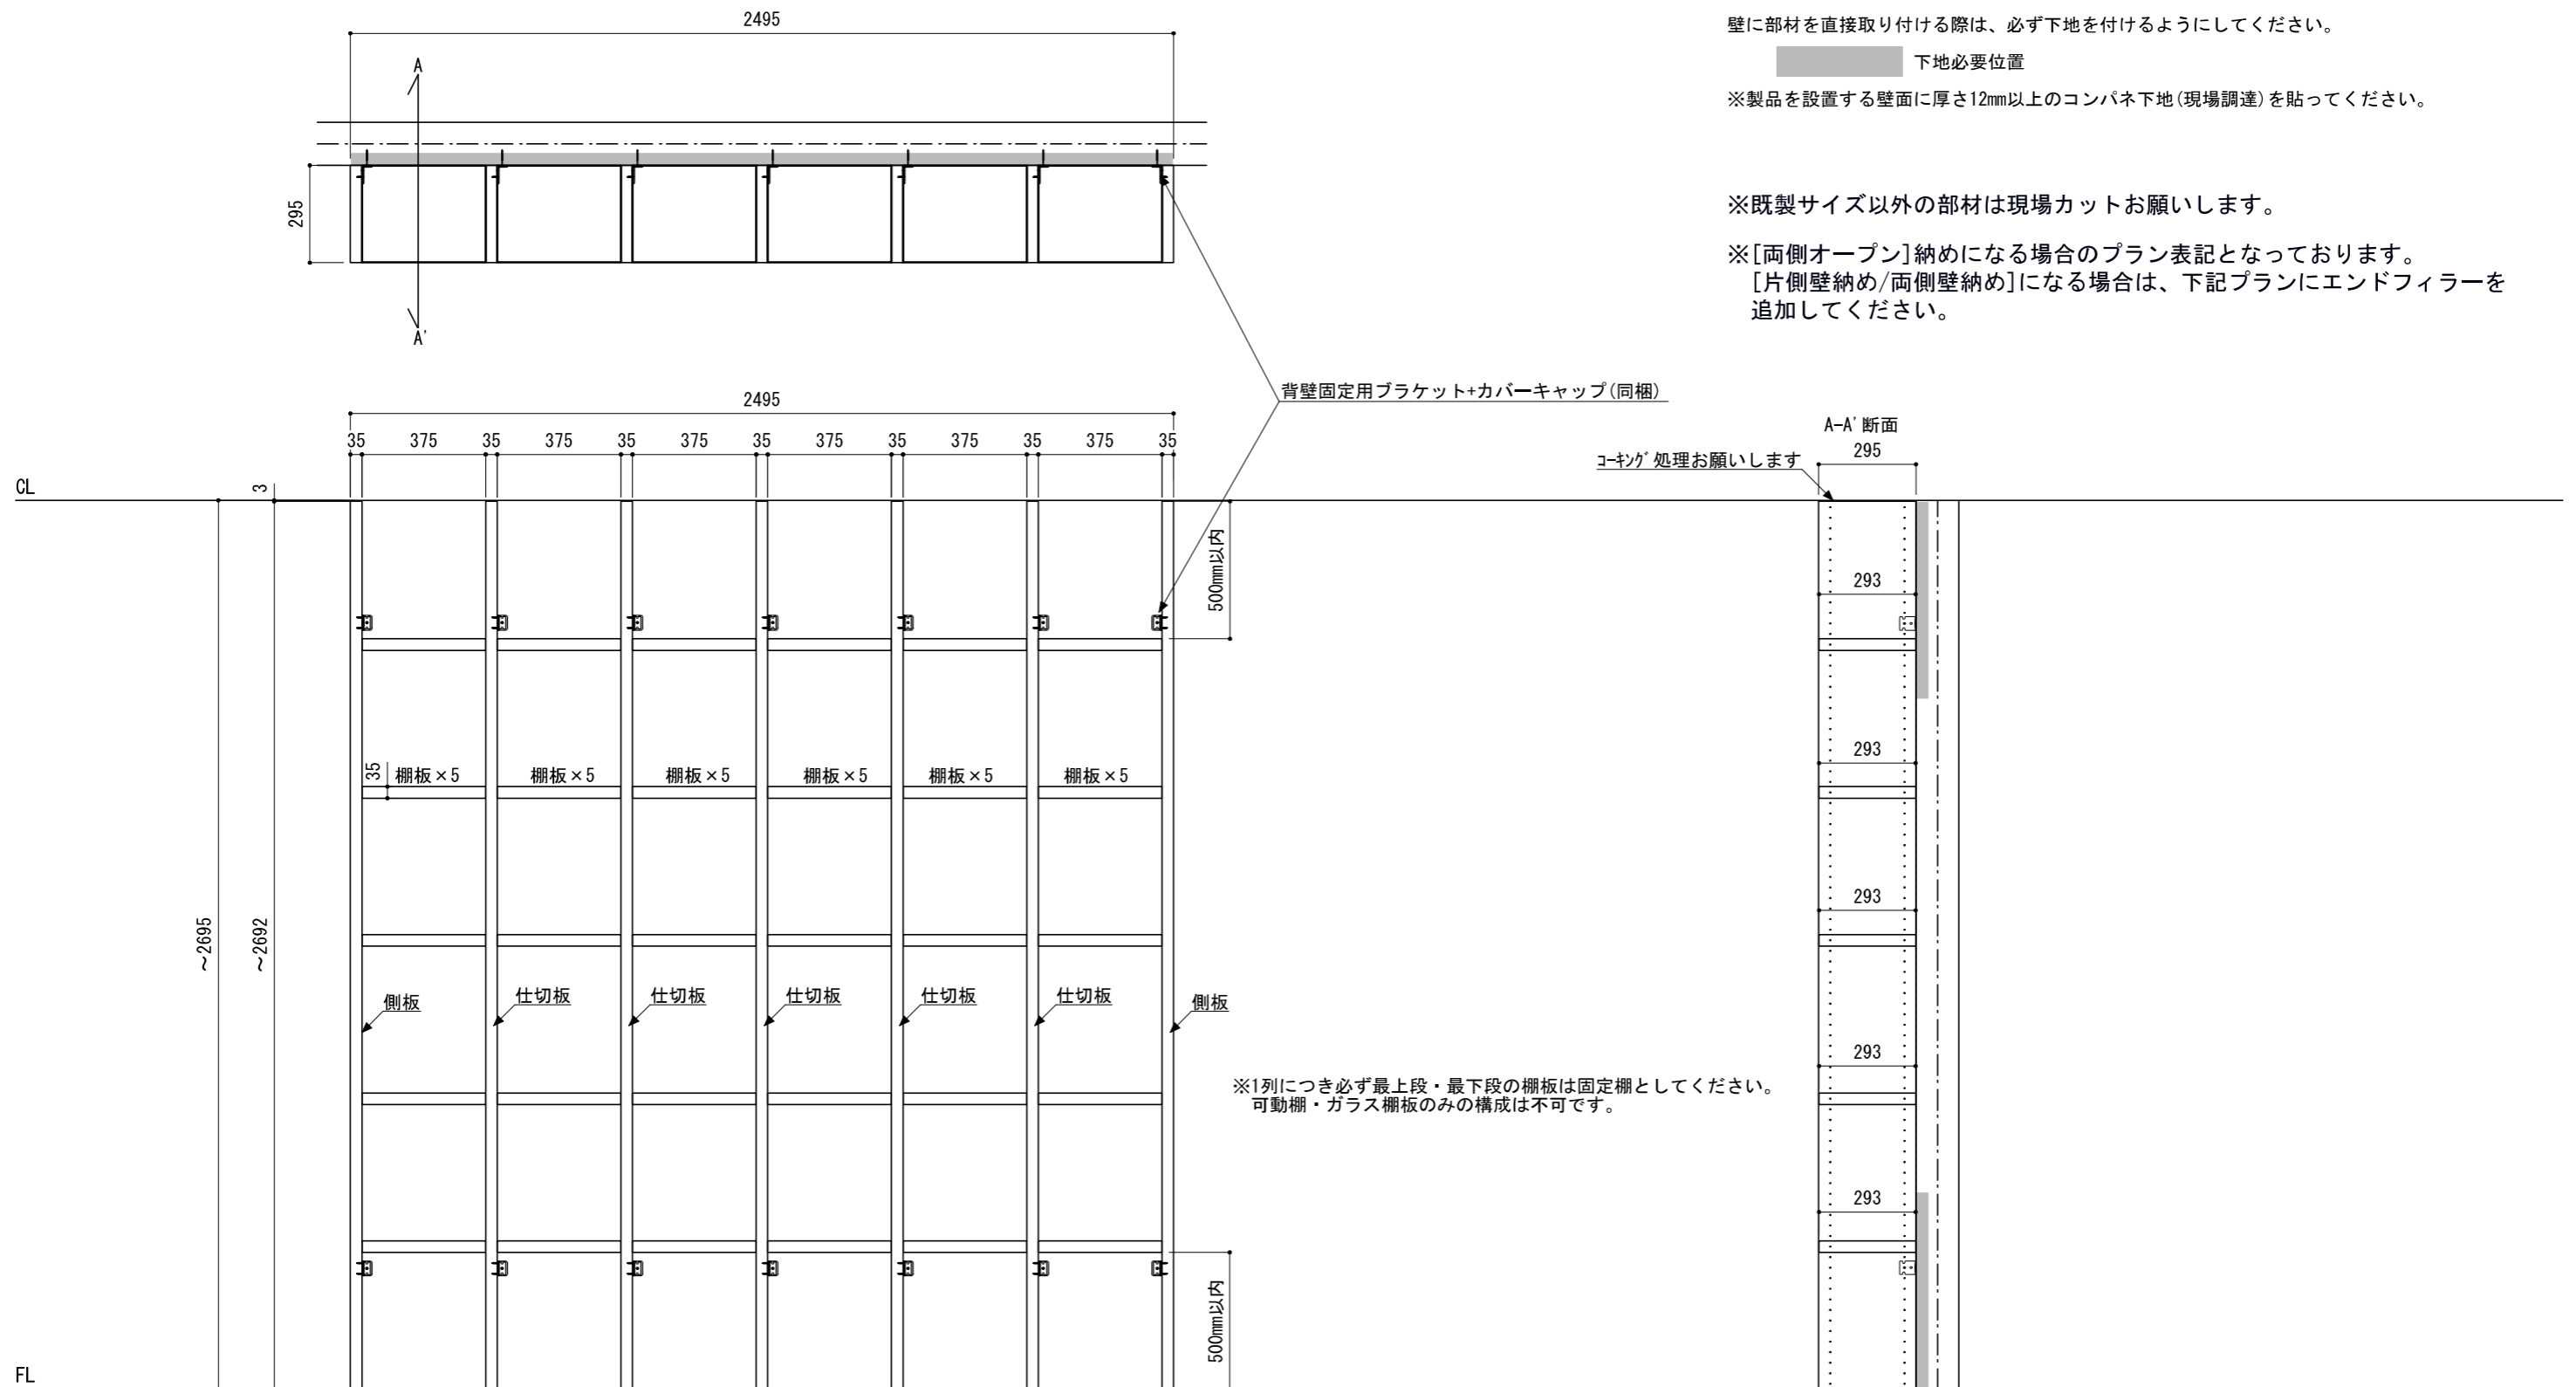 2495
壁に部材を直接取り付ける際は、必ず下地を付けるようにしてください。
下地必要位置
※製品を設置する壁面に厚さ12mm以上のコンパネ下地(現場調達)を貼ってください。
A
295
A'
※既製サイズ以外の部材は現場カットお願いします。
※[両側オープン]納めになる場合のプラン表記となっております。
[片側壁納め/両側壁納め]になる場合は、下記プランにエンドフィラーを
追加してください。
背壁固定用ブラケット+カバーキャップ(同梱)
2495
35 375 35 375 35 375 35 375 35 375 35 375 35
A-A'断面
295
ｺｰｷﾝｸﾞ処理お願いします
CL
3
500mm以内
293
293
35
棚板×5 棚板×5 棚板×5 棚板×5 棚板×5 棚板×5
293
～2695
～2692
側板 仕切板 仕切板 仕切板 仕切板 仕切板 側板
293
※1列につき必ず最上段・最下段の棚板は固定棚としてください。
可動棚・ガラス棚板のみの構成は不可です。
293
500mm以内
FL